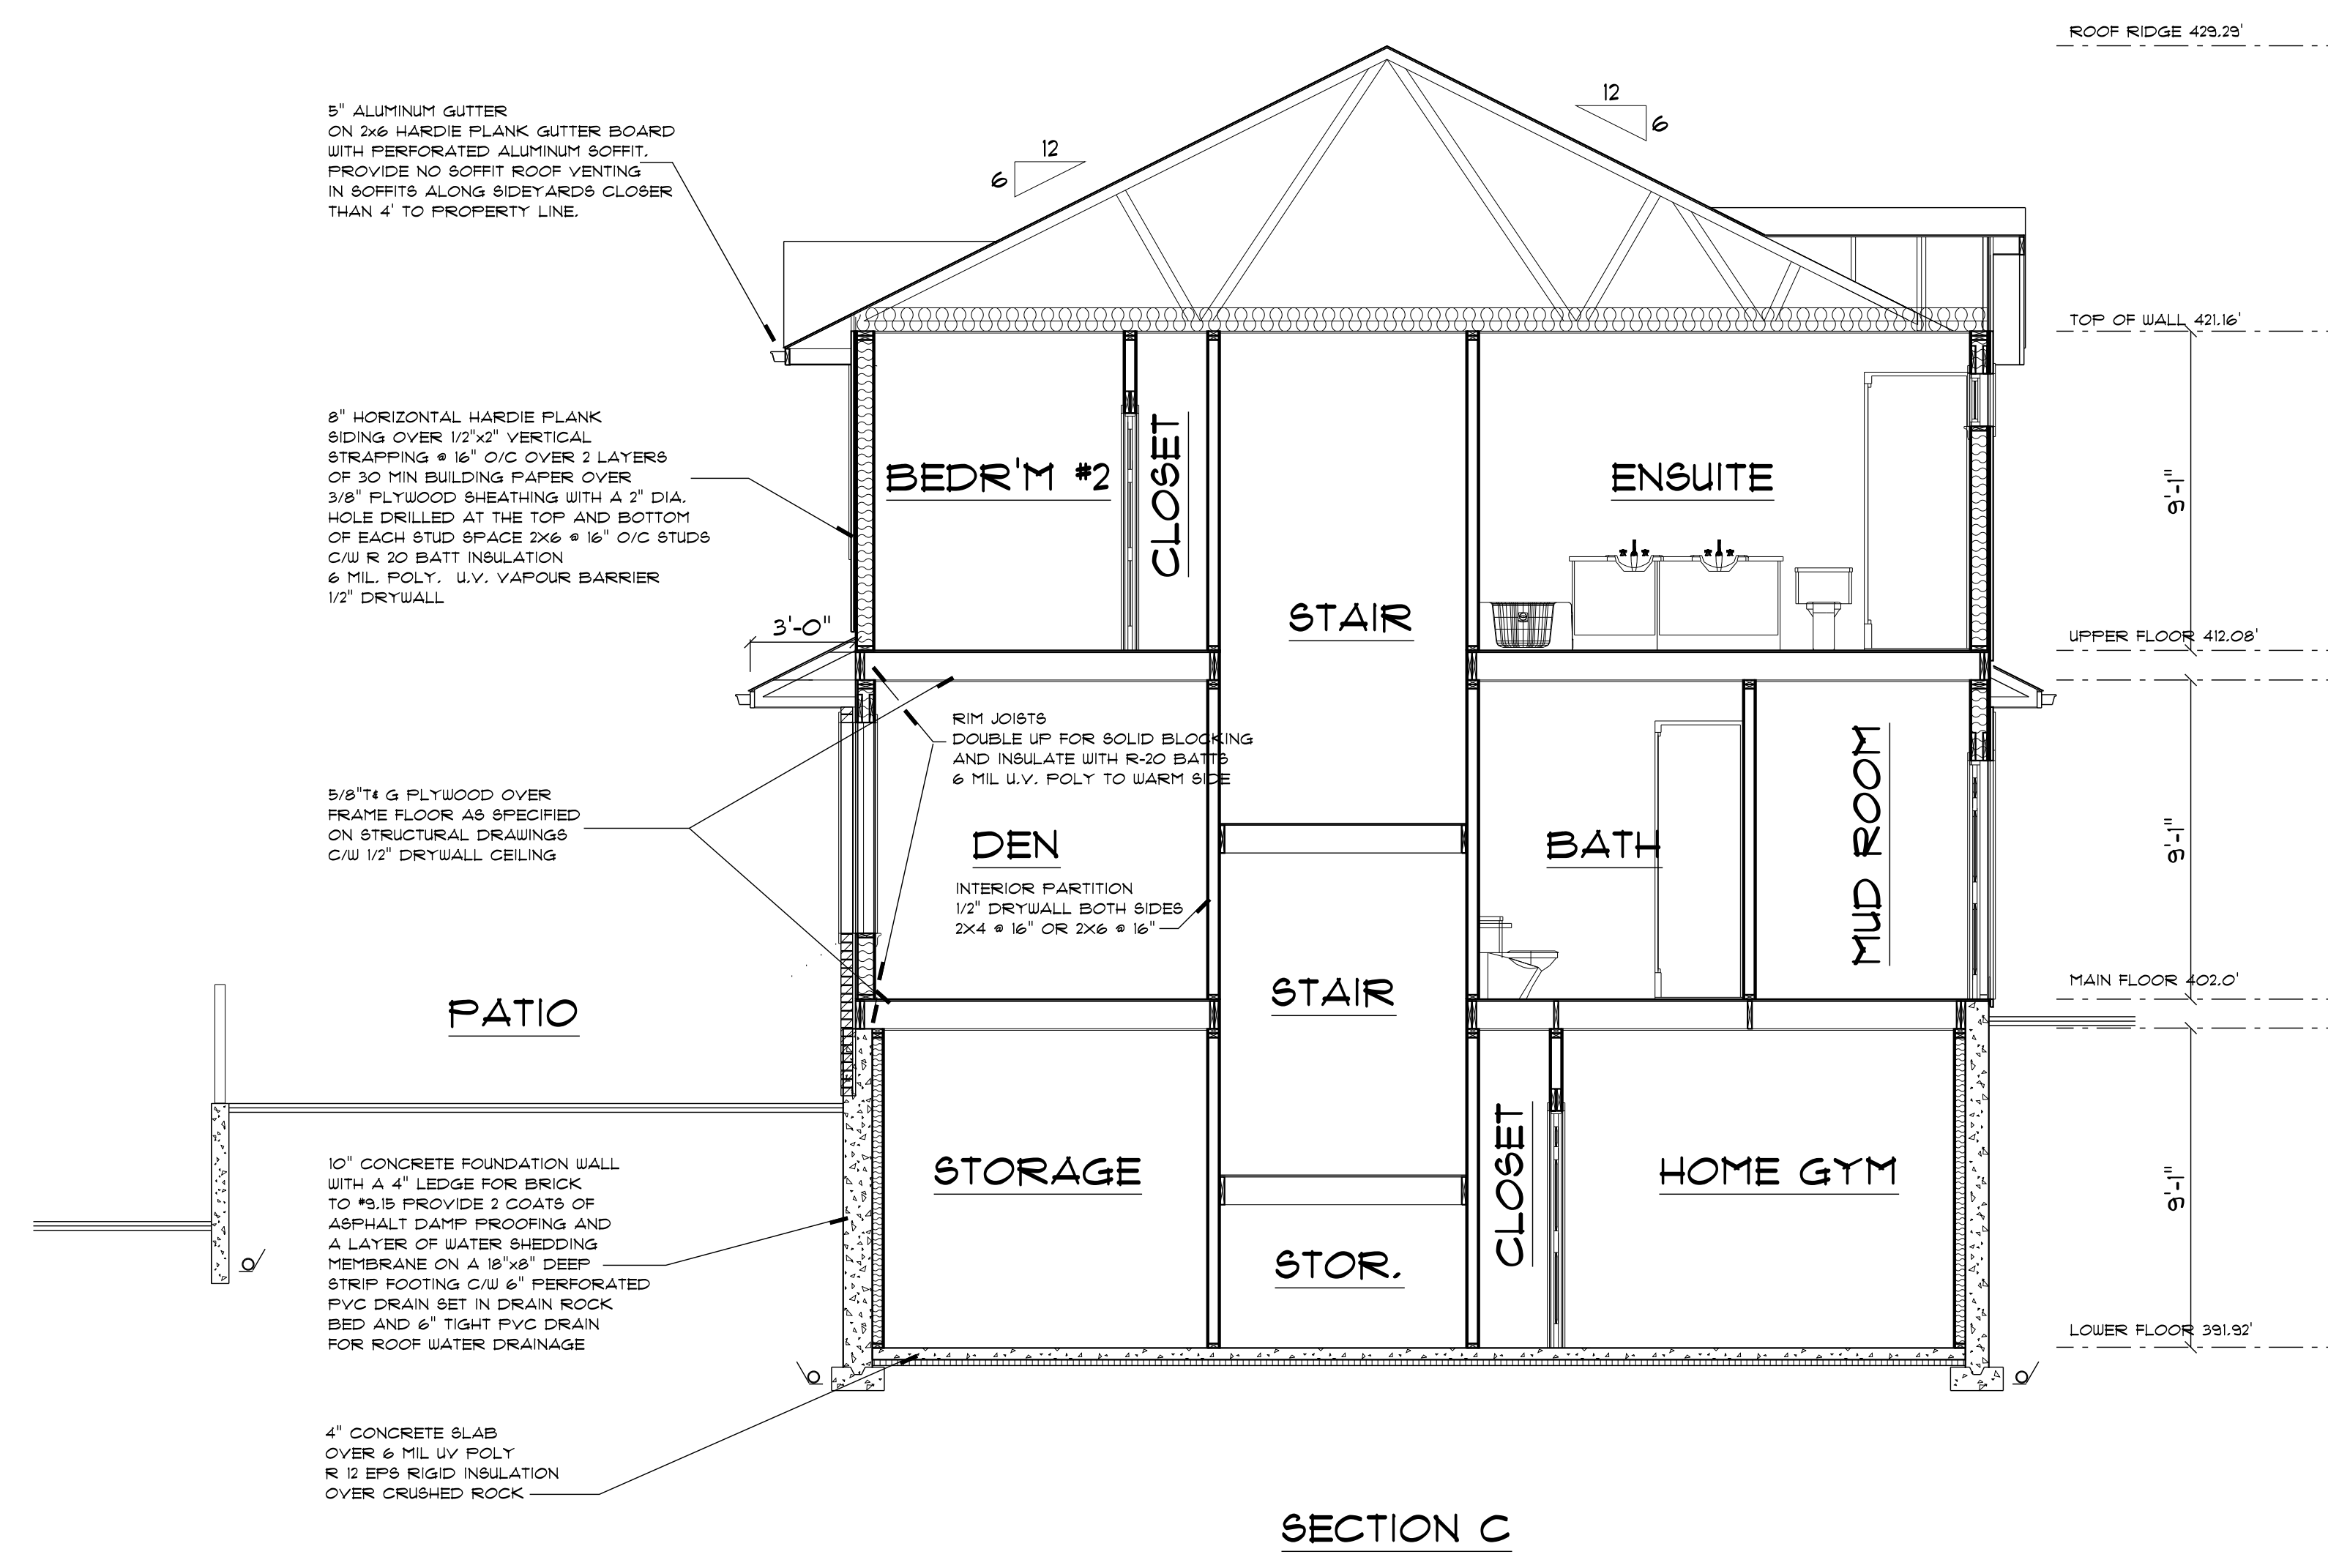 ROOF RIDGE 429.29'
12
6
12
6
5" ALUMINUM GUTTER
ON 2x6 HARDIE PLANK GUTTER BOARD
WITH PERFORATED ALUMINUM SOFFIT.
PROVIDE NO SOFFIT ROOF VENTING
IN SOFFITS ALONG SIDEYARDS CLOSER
THAN 4' TO PROPERTY LINE.
TOP OF WALL 421.16'
8" HORIZONTAL HARDIE PLANK
SIDING OVER 1/2"x2" VERTICAL
STRAPPING @ 16" O/C OVER 2 LAYERS
OF 30 MIN BUILDING PAPER OVER
3/8" PLYWOOD SHEATHING WITH A 2" DIA.
HOLE DRILLED AT THE TOP AND BOTTOM
OF EACH STUD SPACE 2X6 @ 16" O/C STUDS
C/W R 20 BATT INSULATION
6 MIL. POLY. U.V. VAPOUR BARRIER
1/2" DRYWALL
BEDR'M #2
CLOSET
STAIR
ENSUITE
9'-1"
3'-0"
UPPER FLOOR 412.08'
RIM JOISTS
DOUBLE UP FOR SOLID BLOCKING
AND INSULATE WITH R-20 BATTS
6 MIL U.V. POLY TO WARM SIDE
5/8"T& G PLYWOOD OVER
FRAME FLOOR AS SPECIFIED
ON STRUCTURAL DRAWINGS
C/W 1/2" DRYWALL CEILING
DEN
BATH
MUD ROOM
9'-1"
INTERIOR PARTITION
1/2" DRYWALL BOTH SIDES
2X4 @ 16" OR 2X6 @ 16"
STAIR
MAIN FLOOR 402.0'
PATIO
10" CONCRETE FOUNDATION WALL
WITH A 4" LEDGE FOR BRICK
TO #9.15 PROVIDE 2 COATS OF
ASPHALT DAMP PROOFING AND
A LAYER OF WATER SHEDDING
MEMBRANE ON A 18"x8" DEEP
STRIP FOOTING C/W 6" PERFORATED
PVC DRAIN SET IN DRAIN ROCK
BED AND 6" TIGHT PVC DRAIN
FOR ROOF WATER DRAINAGE
STORAGE
STOR.
CLOSET
HOME GYM
9'-1"
LOWER FLOOR 391.92'
4" CONCRETE SLAB
OVER 6 MIL UV POLY
R 12 EPS RIGID INSULATION
OVER CRUSHED ROCK
SECTION C